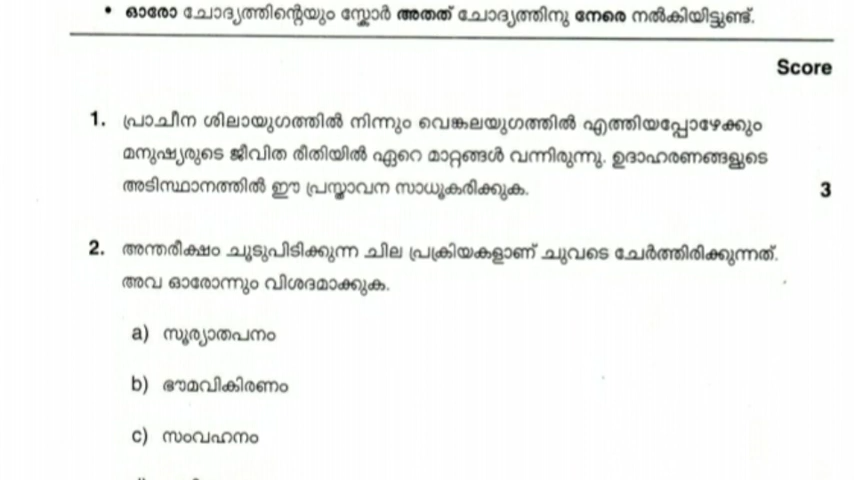 • ഓരോ ചോദ്യത്തിന്റെയും സ്കോർ അതത് ചോദ്യത്തിനു നേരെ നൽകിയിട്ടുണ്ട്.
Score
1. പ്രാചീന ശിലായുഗത്തിൽ നിന്നും വെങ്കലയുഗത്തിൽ എത്തിയപ്പോഴേക്കും
മനുഷ്യരുടെ ജീവിത രീതിയിൽ ഏറെ മാറ്റങ്ങൾ വന്നിരുന്നു. ഉദാഹരണങ്ങളുടെ
അടിസ്ഥാനത്തിൽ ഈ പ്രസ്താവന സാധൂകരിക്കുക. 3
2. അന്തരീക്ഷം ചൂടുപിടിക്കുന്ന ചില പ്രക്രിയകളാണ് ചുവടെ ചേർത്തിരിക്കുന്നത്.
അവ ഓരോന്നും വിശദമാക്കുക.
a) സൂര്യാതപനം
b) ഭൗമവികിരണം
c) സംവഹനം